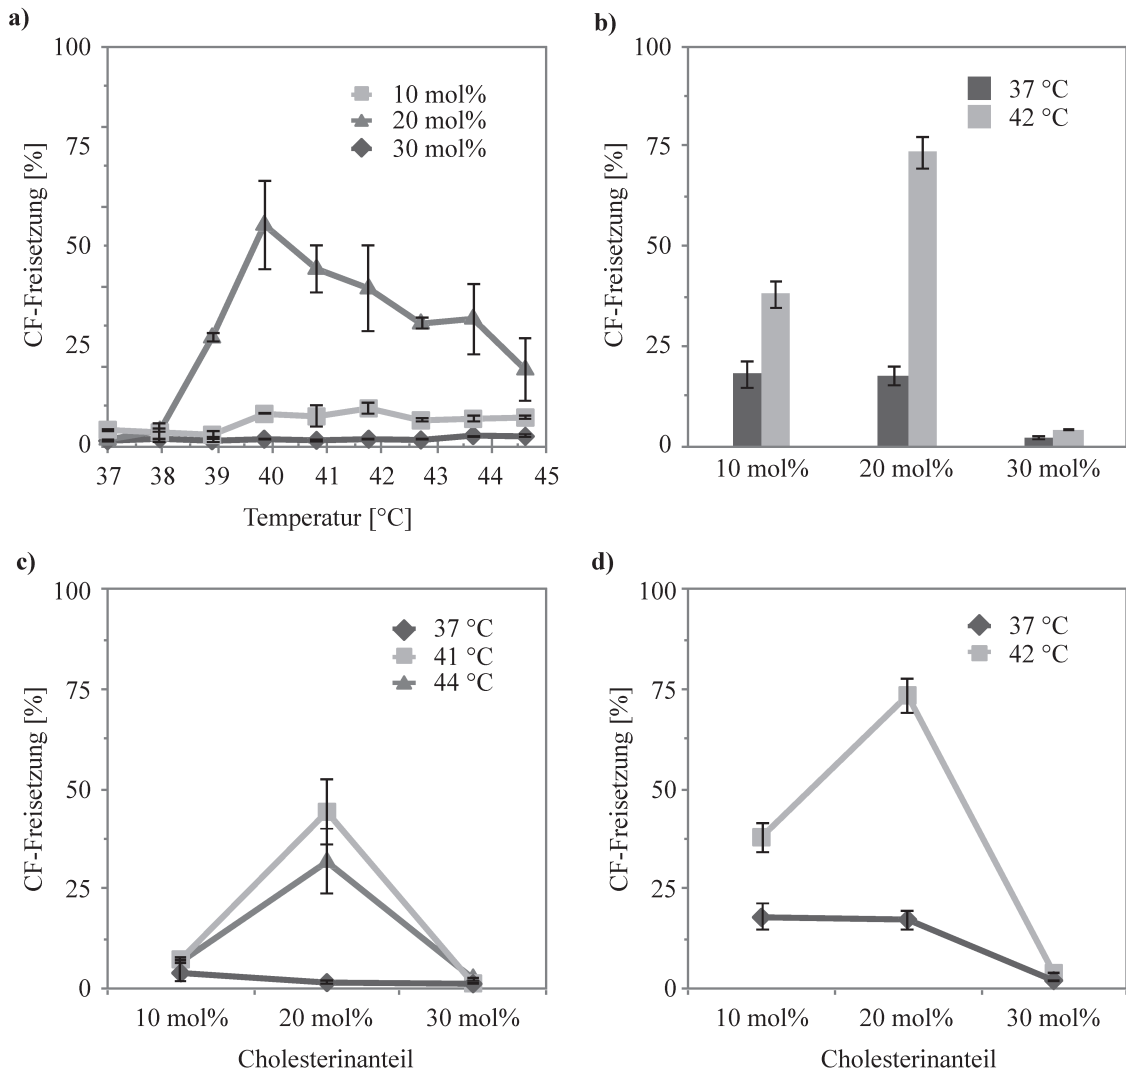 a)
100
75
50
25
0
CF-Freisetzung [%]
10 mol%
20 mol%
30 mol%
37 38 39 40 41 42 43 44 45
Temperatur [°C]
b)
100
75
50
25
0
CF-Freisetzung [%]
37 °C
42 °C
10 mol% 20 mol% 30 mol%
c)
100
75
50
25
0
CF-Freisetzung [%]
37 °C
41 °C
44 °C
10 mol% 20 mol% 30 mol%
Cholesterinanteil
d)
100
75
50
25
0
CF-Freisetzung [%]
37 °C
42 °C
10 mol% 20 mol% 30 mol%
Cholesterinanteil